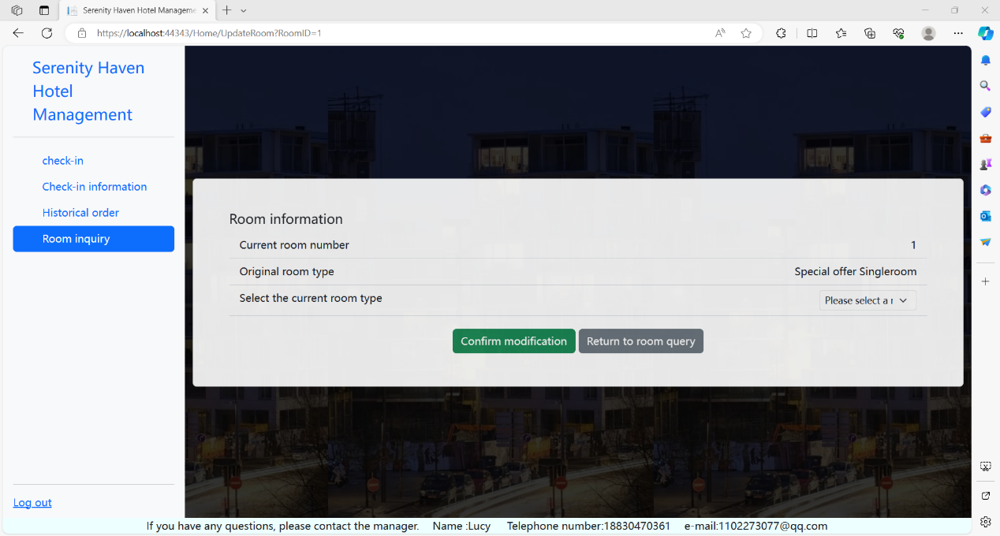 Serenity Haven Hotel Manageme
https://localhost:44343/Home/UpdateRoom?RoomID=1
Serenity Haven
Hotel
Management
check-in
Check-in information
Historical order
Room inquiry
Room information
Current room number 1
Original room type Special offer Singleroom
Select the current room type Please select a r
Confirm modification Return to room query
Log out
If you have any questions, please contact the manager. Name :Lucy Telephone number:18830470361 e-mail:1102273077@qq.com